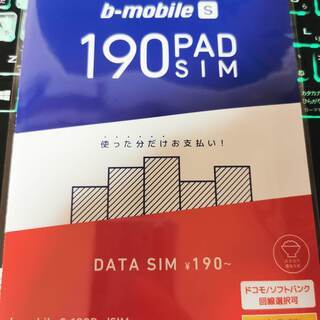 b-mobile S
190 PAD SIM
使った分だけお支払い!
DATA SIM ¥190~
ドコモ/ソフトバンク
回線選択可